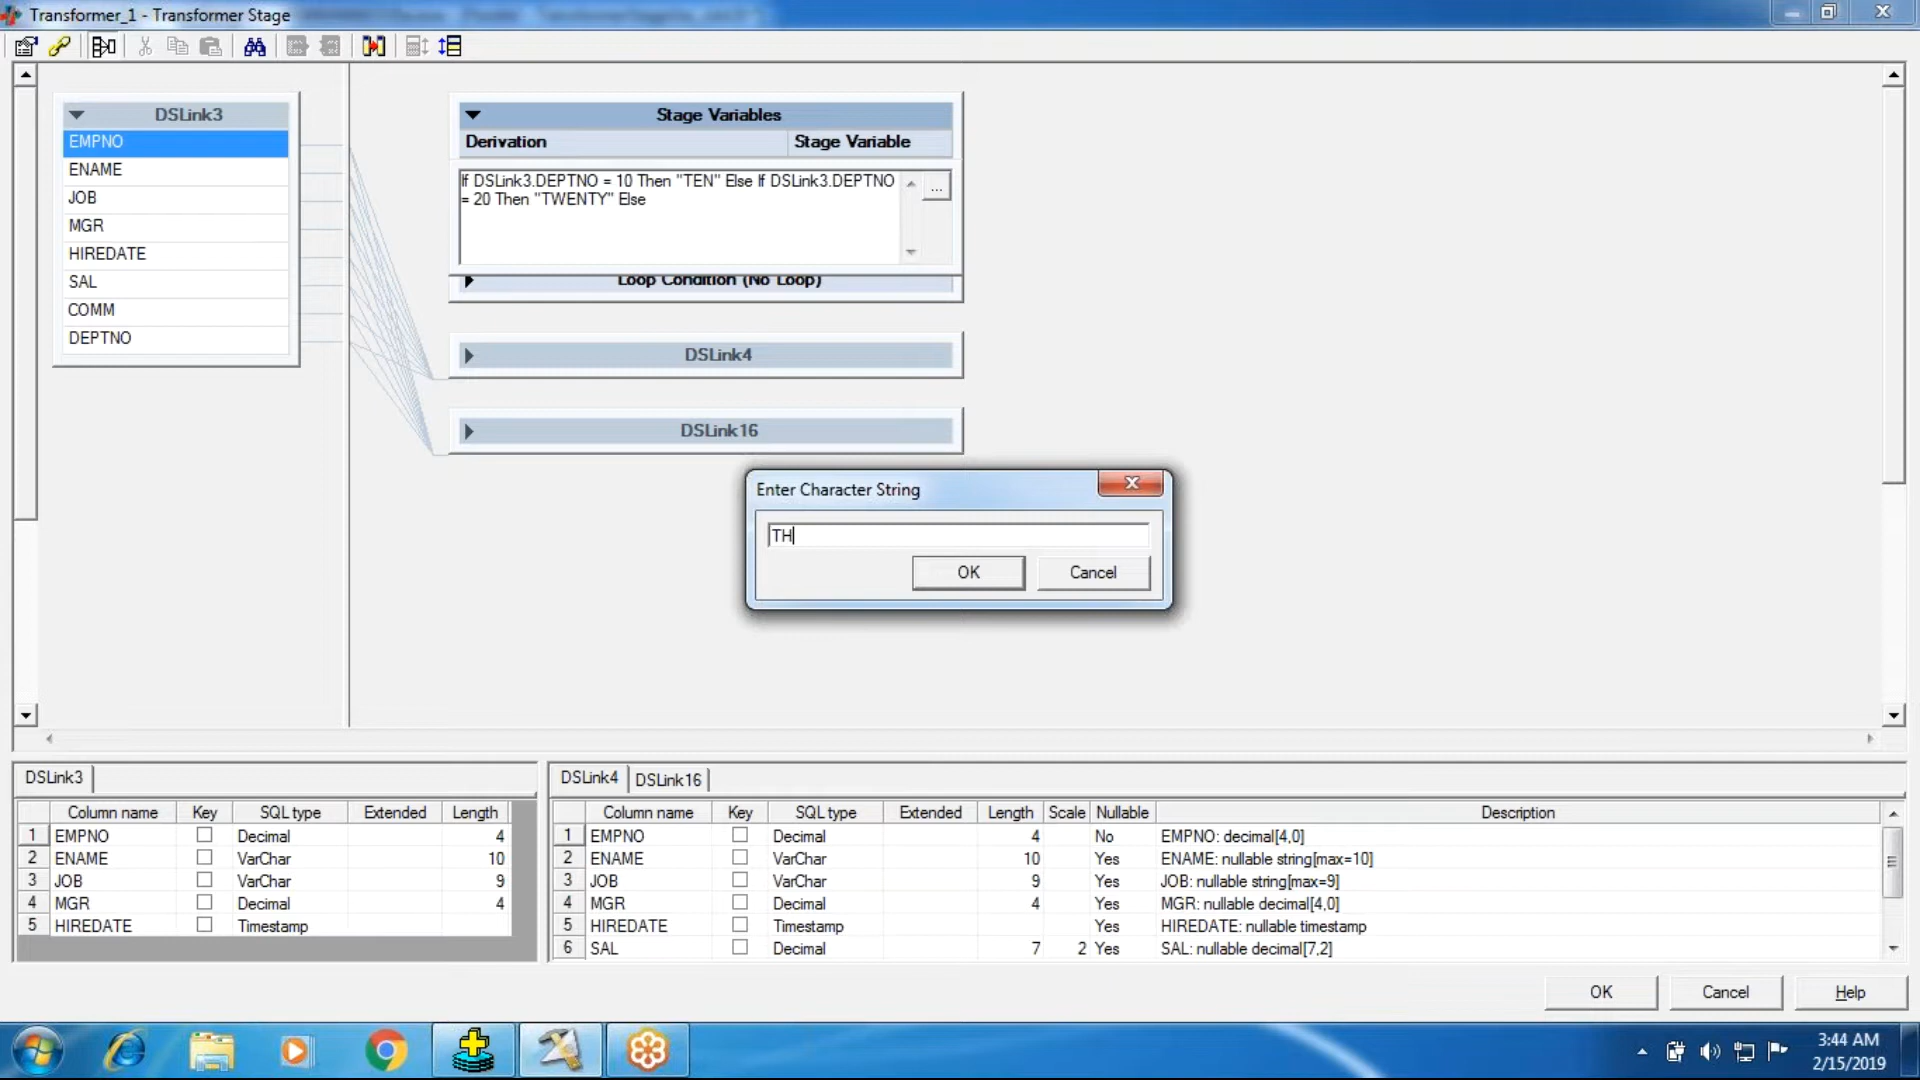 Transformer_1 - Transformer Stage
DSLink3
EMPNO
ENAME
JOB
MGR
HIREDATE
SAL
COMM
DEPTNO
Stage Variables
Derivation Stage Variable
If DSLink3.DEPTNO = 10 Then "TEN" Else If DSLink3.DEPTNO
= 20 Then "TWENTY" Else
...
Loop Condition (No Loop)
DSLink4
DSLink16
Enter Character String
TH
OK Cancel
DSLink3
Column name Key SQL type Extended Length
1 EMPNO Decimal 4
2 ENAME VarChar 10
3 JOB VarChar 9
4 MGR Decimal 4
5 HIREDATE Timestamp
DSLink4 DSLink16
Column name Key SQL type Extended Length Scale Nullable Description
1 EMPNO Decimal 4 No EMPNO: decimal[4,0]
2 ENAME VarChar 10 Yes ENAME: nullable string[max=10]
3 JOB VarChar 9 Yes JOB: nullable string[max=9]
4 MGR Decimal 4 Yes MGR: nullable decimal[4,0]
5 HIREDATE Timestamp Yes HIREDATE: nullable timestamp
6 SAL Decimal 7 2 Yes SAL: nullable decimal[7,2]
OK Cancel Help
3:44 AM
2/15/2019